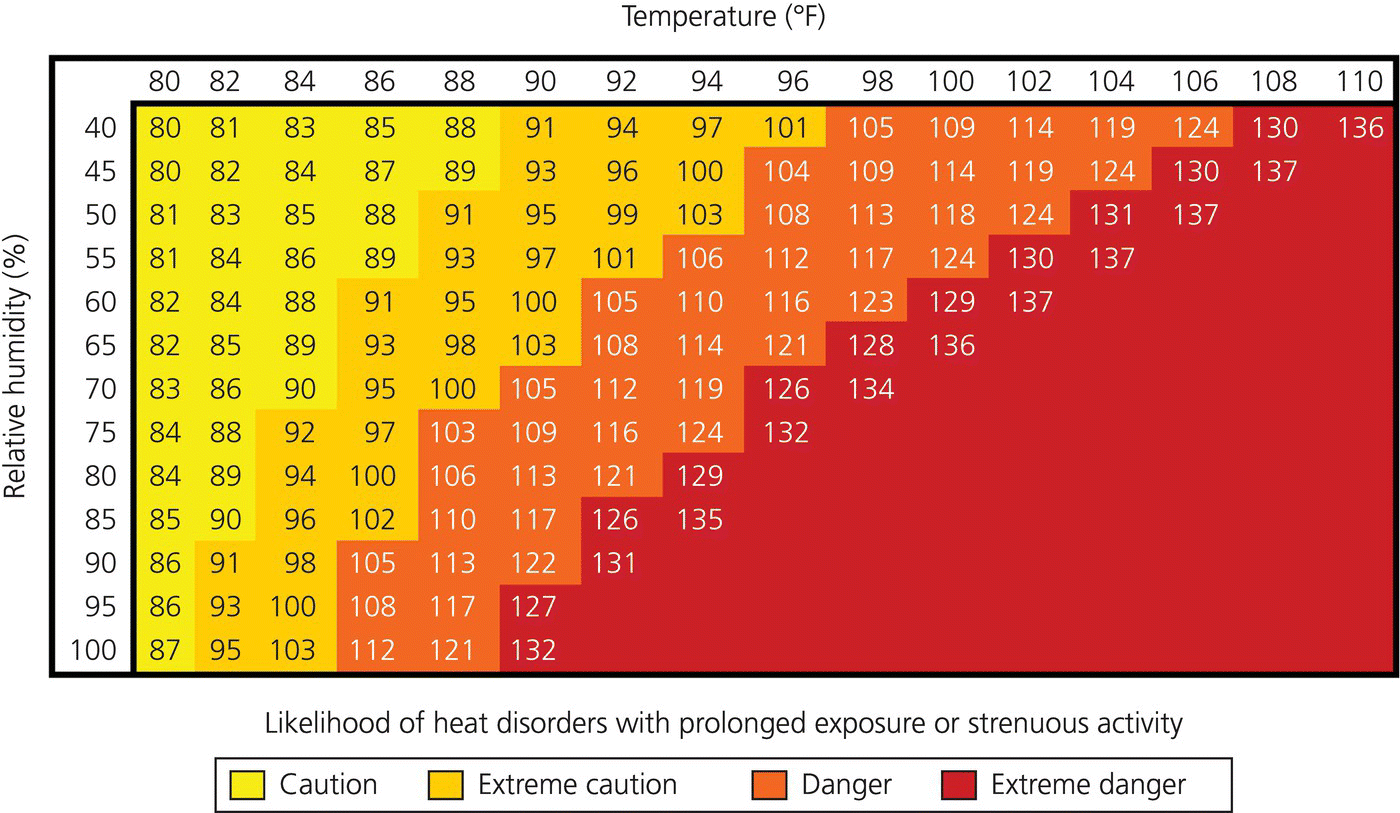 Temperature (°F)
80 82 84 86 88 90 92 94 96 98 100 102 104 106 108 110
Relative humidity (%)
40 80 81 83 85 88 91 94 97 101 105 109 114 119 124 130 136
45 80 82 84 87 89 93 96 100 104 109 114 119 124 130 137
50 81 83 85 88 91 95 99 103 108 113 118 124 131 137
55 81 84 86 89 93 97 101 106 112 117 124 130 137
60 82 84 88 91 95 100 105 110 116 123 129 137
65 82 85 89 93 98 103 108 114 121 128 136
70 83 86 90 95 100 105 112 119 126 134
75 84 88 92 97 103 109 116 124 132
80 84 89 94 100 106 113 121 129
85 85 90 96 102 110 117 126 135
90 86 91 98 105 113 122 131
95 86 93 100 108 117 127
100 87 95 103 112 121 132
Likelihood of heat disorders with prolonged exposure or strenuous activity
Caution Extreme caution Danger Extreme danger